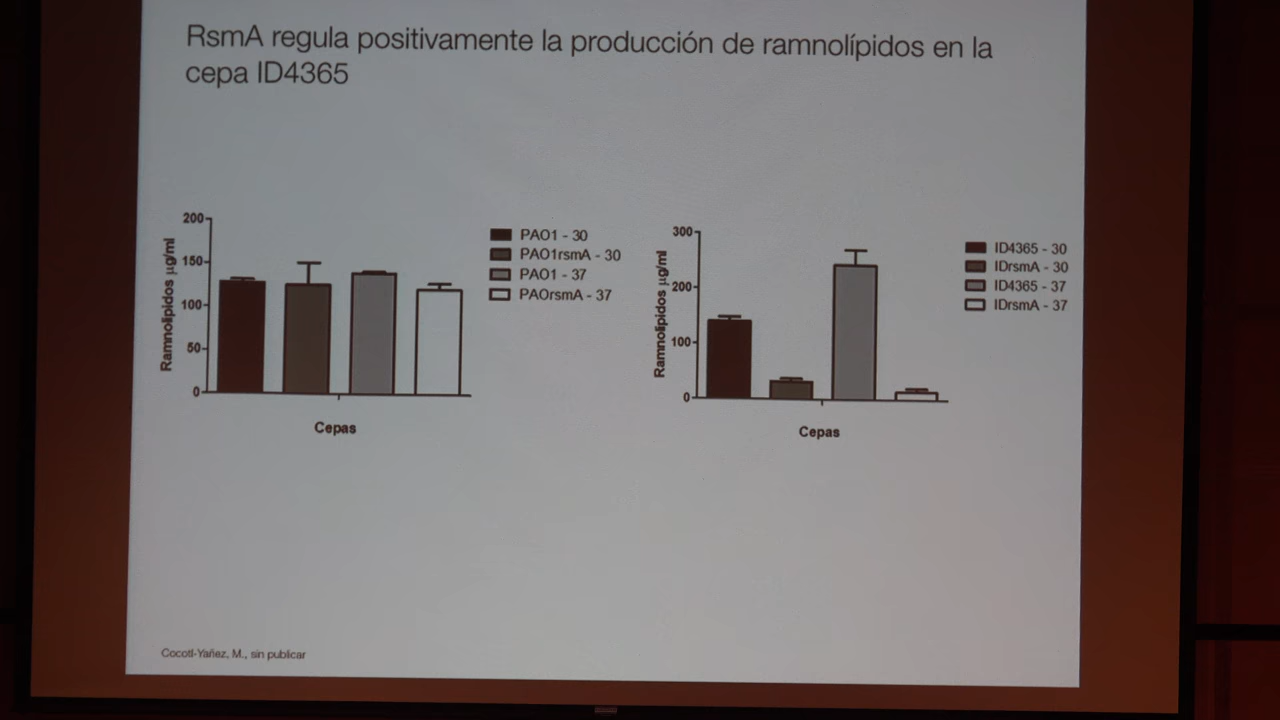 RsmA regula positivamente la producción de ramnolípidos en la
cepa ID4365
200
150
100
50
0
Ramnolipidos µg/ml
Cepas
PAO1 - 30
PAO1rsmA - 30
PAO1 - 37
PAOrsmA - 37
300
200
100
0
Ramnolipidos µg/ml
Cepas
ID4365 - 30
IDrsmA - 30
ID4365 - 37
IDrsmA - 37
Cocotl-Yañez, M., sin publicar